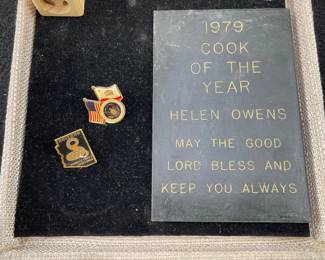 1979
COOK
OF THE
YEAR
HELEN OWENS
MAY THE GOOD
LORD BLESS AND
KEEP YOU ALWAYS